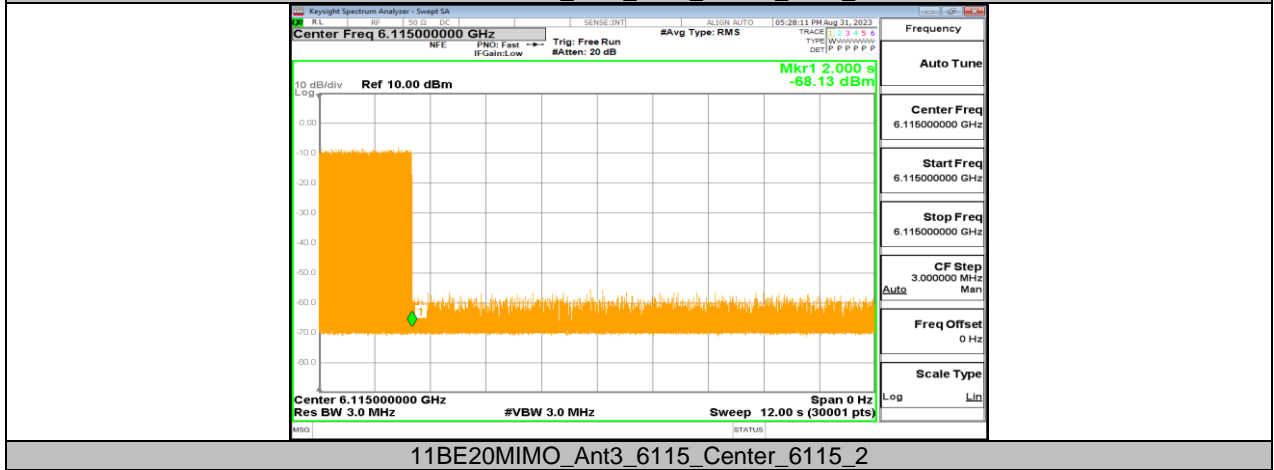 Keysight Spectrum Analyzer - Swept SA
RL RF 50 Ω DC SENSE:INT ALIGN AUTO 05:28:11 PM Aug 31, 2023
Center Freq 6.115000000 GHz
NFE PNO: Fast Trig: Free Run
IFGain:Low #Atten: 20 dB
#Avg Type: RMS
TRACE 1 2 3 4 5 6
TYPE WWWWWW
DET P P P P P P
Mkr1 2.000 s
-68.13 dBm
10 dB/div Ref 10.00 dBm
Log
0.00
-10.0
-20.0
-30.0
-40.0
-50.0
-60.0
-70.0
-80.0
1
Center 6.115000000 GHz Span 0 Hz
Res BW 3.0 MHz #VBW 3.0 MHz Sweep 12.00 s (30001 pts)
MSG STATUS
Frequency
Auto Tune
Center Freq
6.115000000 GHz
Start Freq
6.115000000 GHz
Stop Freq
6.115000000 GHz
CF Step
3.000000 MHz
Auto Man
Freq Offset
0 Hz
Scale Type
Log Lin
11BE20MIMO_Ant3_6115_Center_6115_2